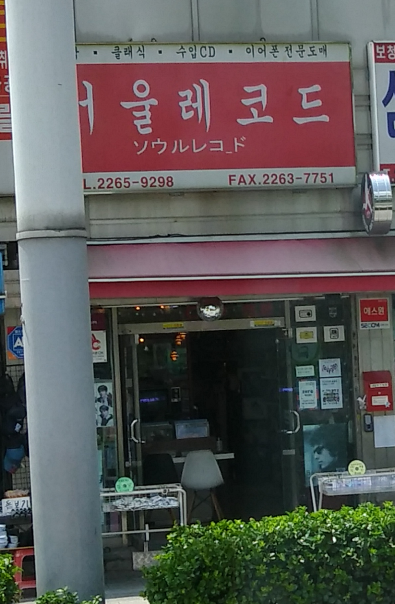 · 클래식 · 수입CD · 이어폰전문도매
서울레코드
ソウルレコード
L.2265-9298
FAX.2263-7751
에스원
SECOM